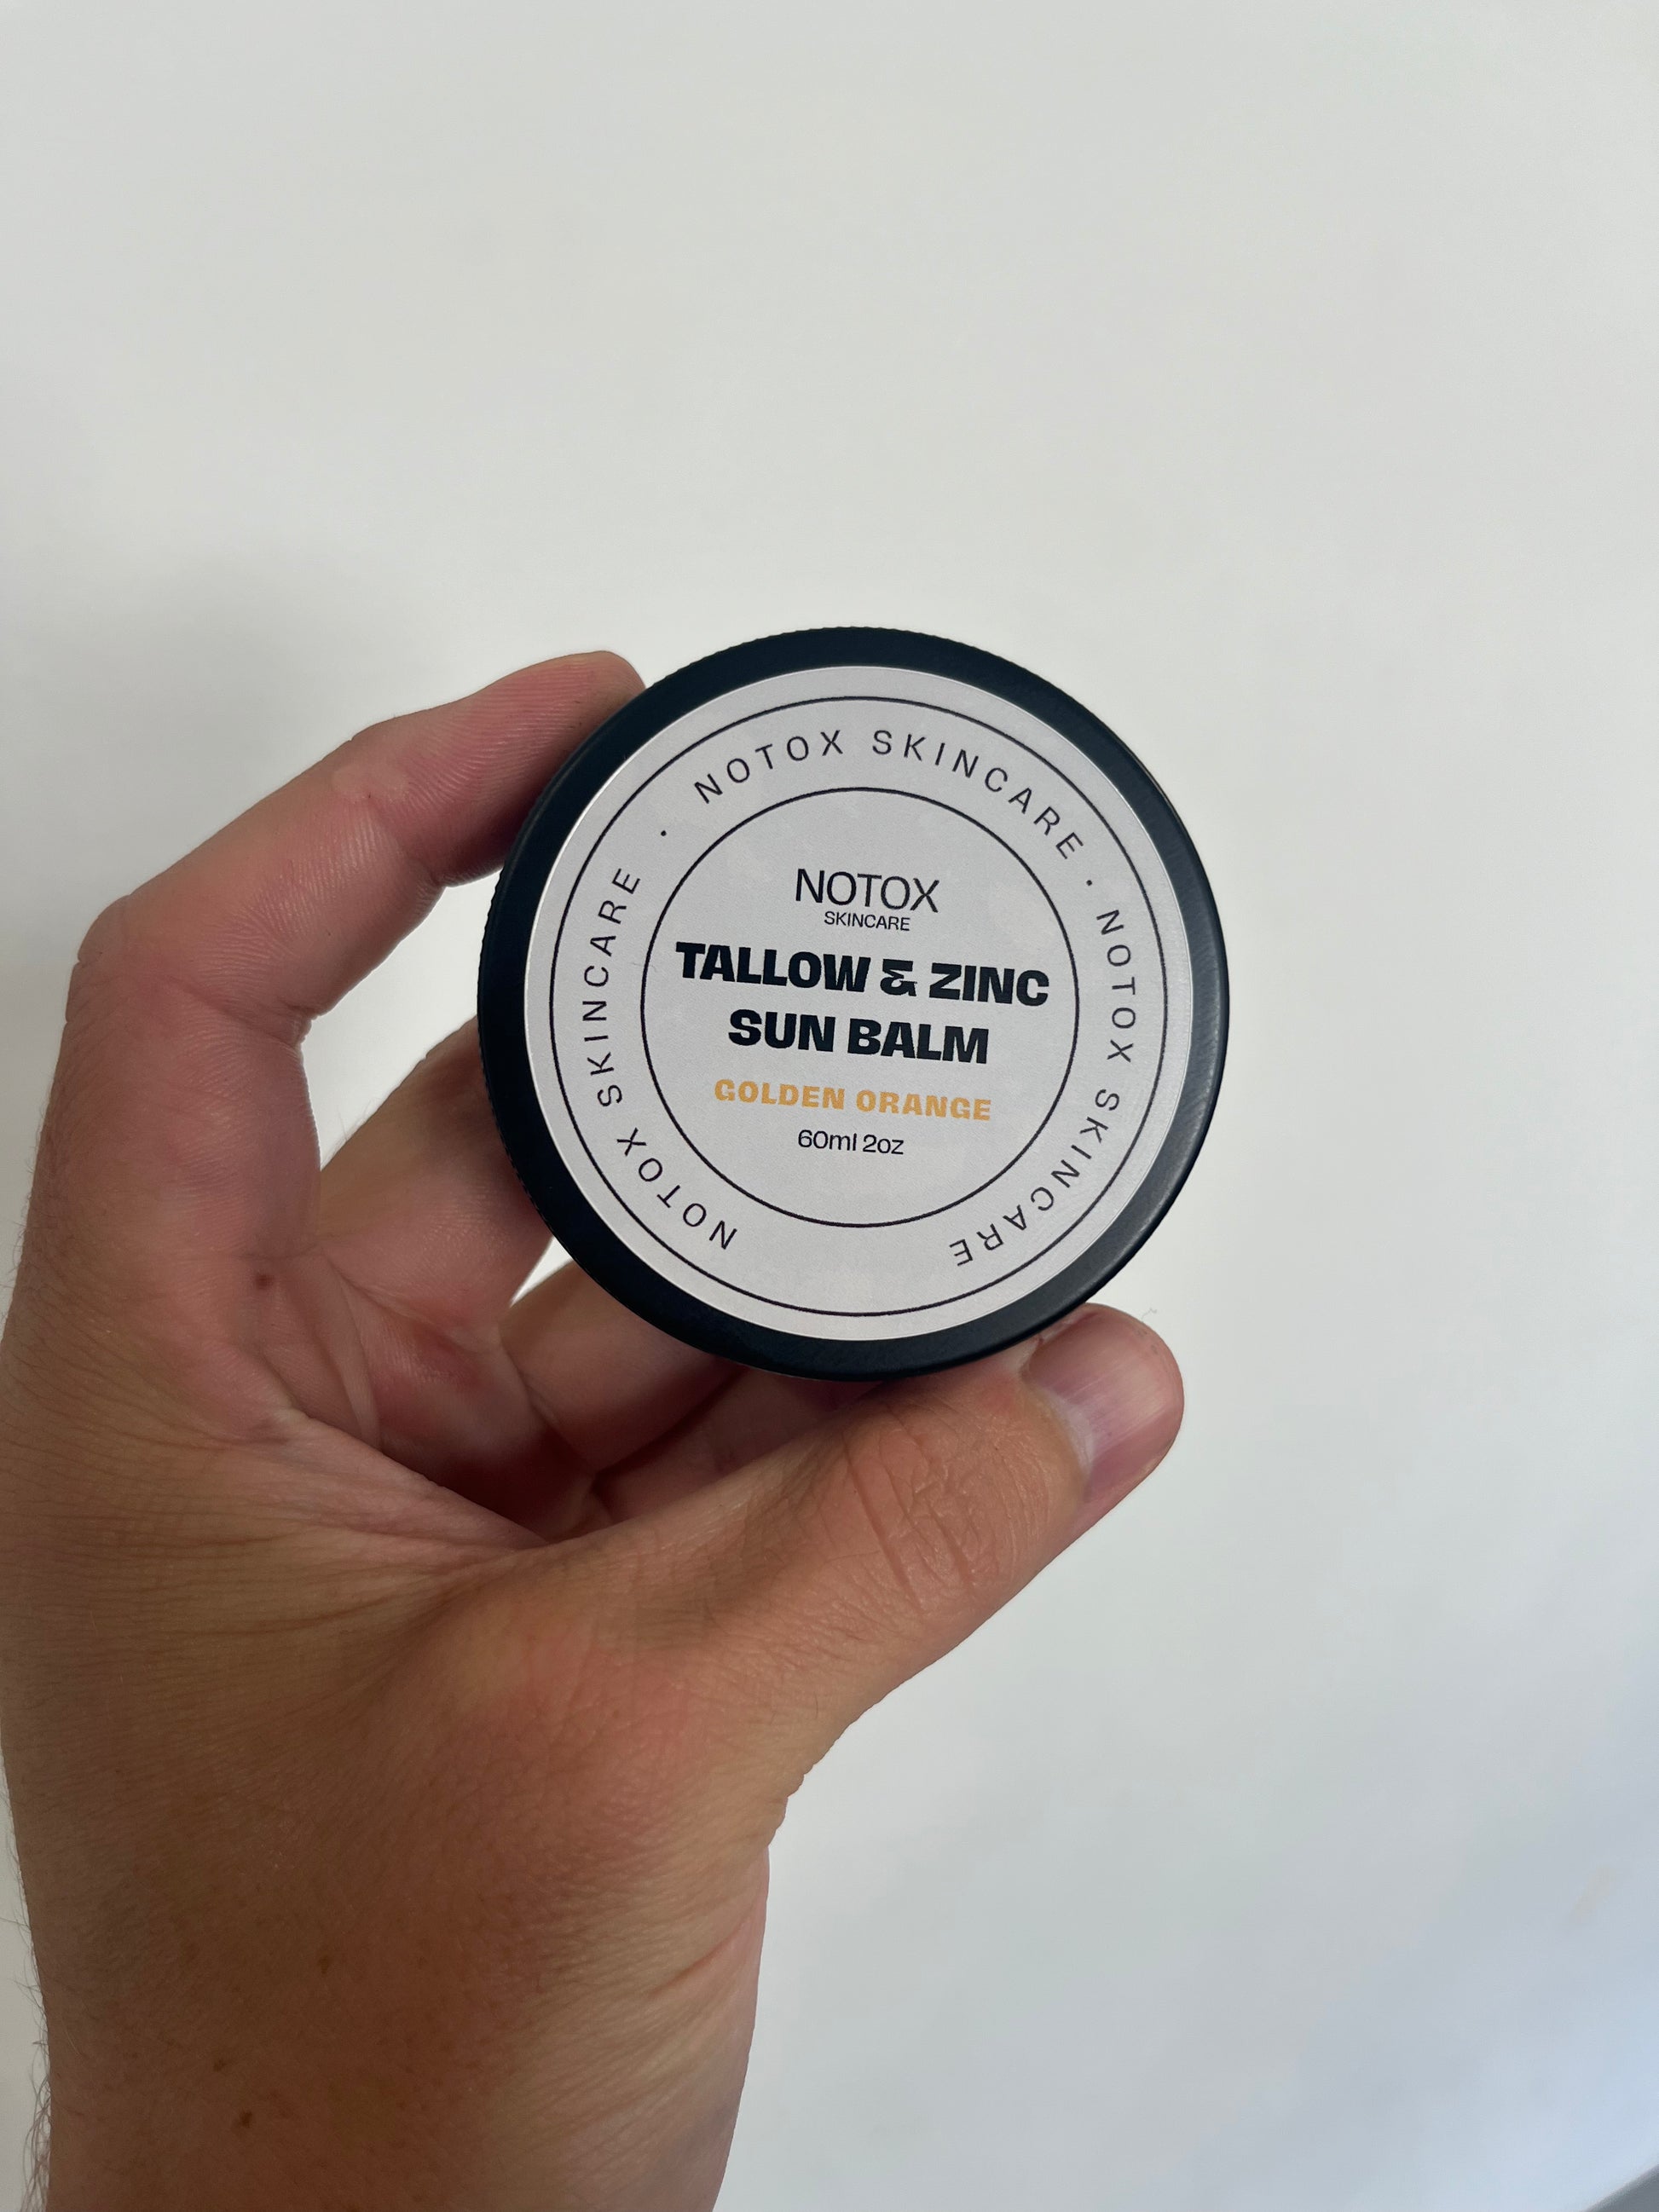 NOTOX SKINCARE · NOTOX SKINCARE · NOTOX SKINCARE
NOTOX
SKINCARE
TALLOW & ZINC
SUN BALM
GOLDEN ORANGE
60ml 2oz